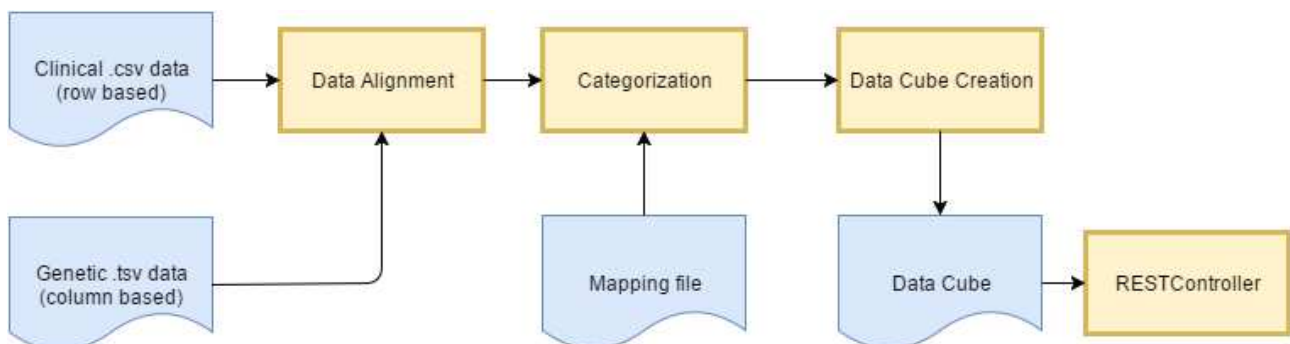 Clinical .csv data
(row based)
Data Alignment
Categorization
Data Cube Creation
Genetic .tsv data
(column based)
Mapping file
Data Cube
RESTController